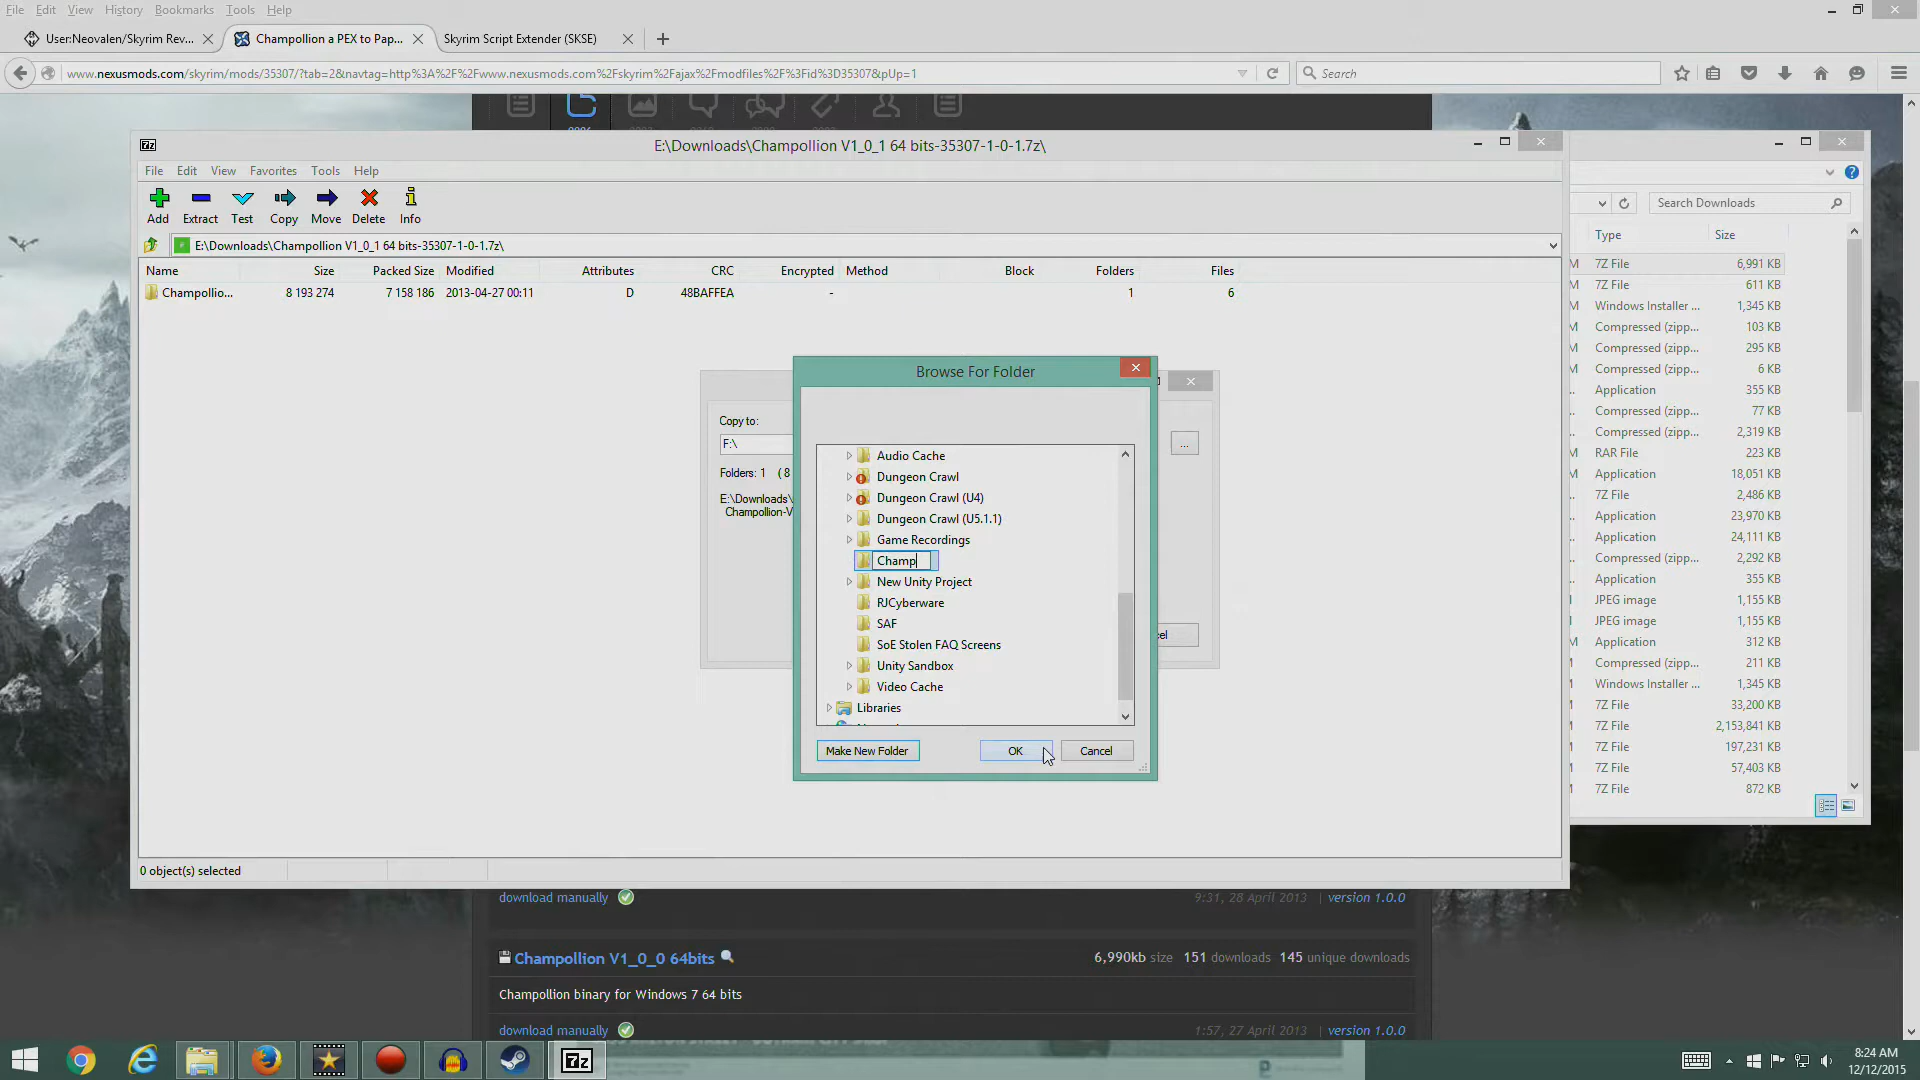 File Edit View History Bookmarks Tools Help
User:Neovalen/Skyrim Rev...
Champollion a PEX to Pap...
Skyrim Script Extender (SKSE)
www.nexusmods.com/skyrim/mods/35307/?tab=2&navtag=http%3A%2F%2Fwww.nexusmods.com%2Fskyrim%2Fajax%2Fmodfiles%2F%3Fid%3D35307&pUp=1
Search
E:\Downloads\Champollion V1_0_1 64 bits-35307-1-0-1.7z\
File Edit View Favorites Tools Help
Add Extract Test Copy Move Delete Info
E:\Downloads\Champollion V1_0_1 64 bits-35307-1-0-1.7z\
Name Size Packed Size Modified Attributes CRC Encrypted Method Block Folders Files
Champollio... 8 193 274 7 158 186 2013-04-27 00:11 D 48BAFFEA - 1 6
Search Downloads
Type Size
7Z File 6,991 KB
7Z File 611 KB
Windows Installer ... 1,345 KB
Compressed (zipp... 103 KB
Compressed (zipp... 295 KB
Compressed (zipp... 6 KB
Application 355 KB
Compressed (zipp... 77 KB
Compressed (zipp... 2,319 KB
RAR File 223 KB
Application 18,051 KB
7Z File 2,486 KB
Application 23,970 KB
Application 24,111 KB
Compressed (zipp... 2,292 KB
Application 355 KB
JPEG image 1,155 KB
JPEG image 1,155 KB
Application 312 KB
Compressed (zipp... 211 KB
Windows Installer ... 1,345 KB
7Z File 33,200 KB
7Z File 2,153,841 KB
7Z File 197,231 KB
7Z File 57,403 KB
7Z File 872 KB
Copy to:
F:\
...
Folders: 1 ( 8
E:\Downloads\
Champollion-V
Browse For Folder
Audio Cache
Dungeon Crawl
Dungeon Crawl (U4)
Dungeon Crawl (U5.1.1)
Game Recordings
Champ
New Unity Project
RJCyberware
SAF
SoE Stolen FAQ Screens
Unity Sandbox
Video Cache
Libraries
Make New Folder OK Cancel
0 object(s) selected
download manually 9:31, 28 April 2013 | version 1.0.0
Champollion V1_0_0 64bits 6,990kb size 151 downloads 145 unique downloads
Champollion binary for Windows 7 64 bits
download manually 1:57, 27 April 2013 | version 1.0.0
7z
8:24 AM
12/12/2015